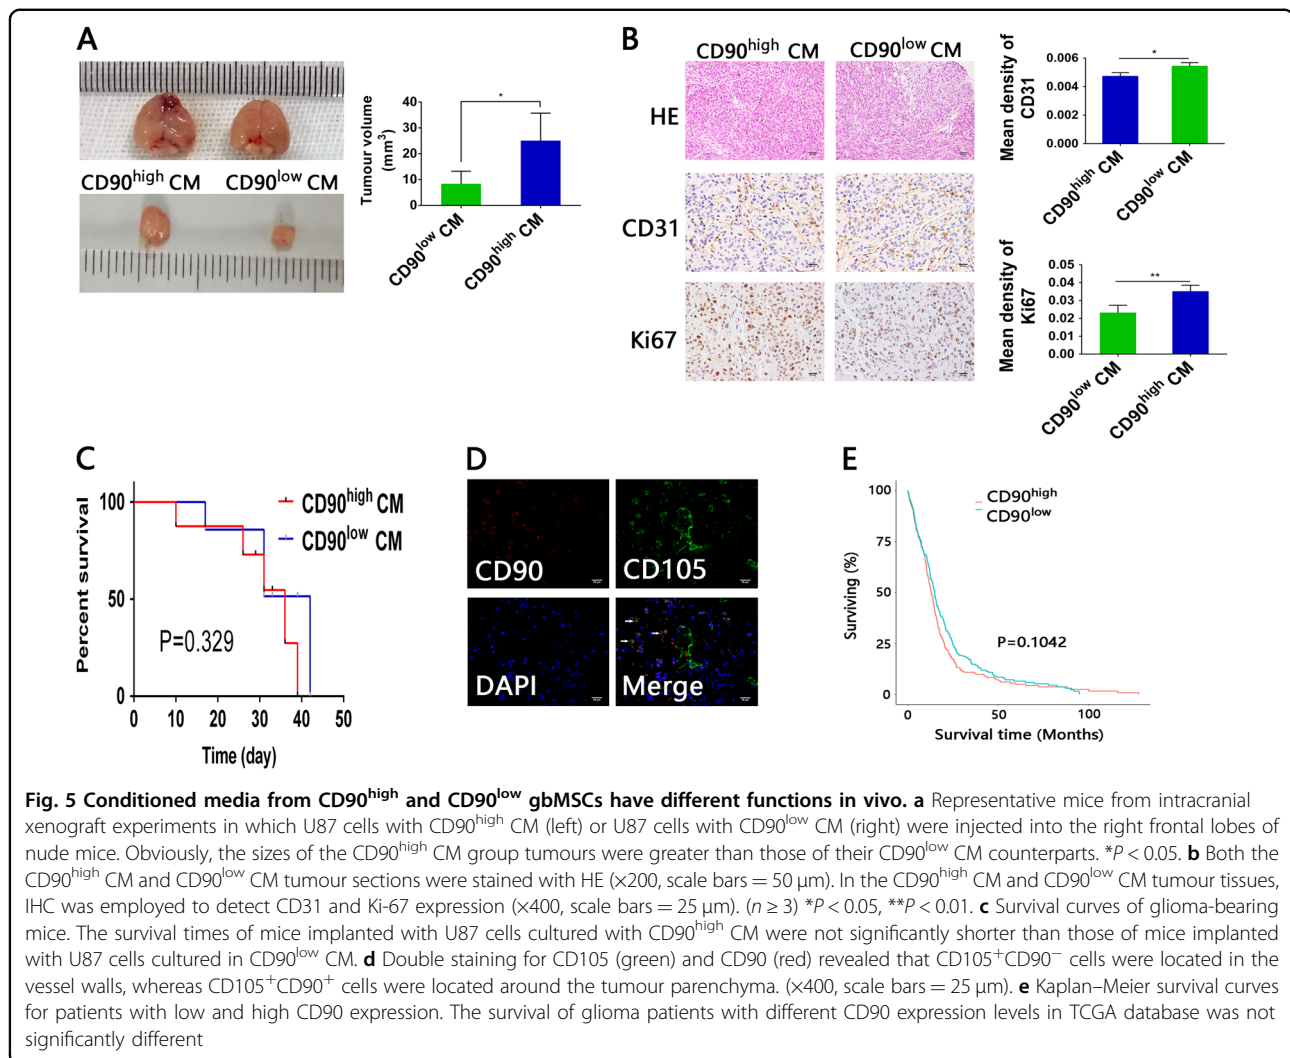 A
CD90high CM CD90low CM
Tumour volume
(mm3)
40
30
20
10
0
*
CD90low CM
CD90high CM
B
CD90high CM CD90low CM
HE
CD31
Ki67
Mean density of
CD31
0.006
0.004
0.002
0.000
*
CD90high CM
CD90low CM
Mean density of
Ki67
0.05
0.04
0.03
0.02
0.01
0.00
**
CD90low CM
CD90high CM
C
Percent survival
100
50
0
CD90high CM
CD90low CM
P=0.329
0 10 20 30 40 50
Time (day)
D
CD90 CD105
DAPI Merge
E
Surviving (%)
100
75
50
25
0
CD90high
CD90low
P=0.1042
0 50 100
Survival time (Months)
Fig. 5 Conditioned media from CD90high and CD90low gbMSCs have different functions in vivo. a Representative mice from intracranial
xenograft experiments in which U87 cells with CD90high CM (left) or U87 cells with CD90low CM (right) were injected into the right frontal lobes of
nude mice. Obviously, the sizes of the CD90high CM group tumours were greater than those of their CD90low CM counterparts. *P < 0.05. b Both the
CD90high CM and CD90low CM tumour sections were stained with HE (×200, scale bars = 50 μm). In the CD90high CM and CD90low CM tumour tissues,
IHC was employed to detect CD31 and Ki-67 expression (×400, scale bars = 25 μm). (n ≥ 3) *P < 0.05, **P < 0.01. c Survival curves of glioma-bearing
mice. The survival times of mice implanted with U87 cells cultured with CD90high CM were not significantly shorter than those of mice implanted
with U87 cells cultured in CD90low CM. d Double staining for CD105 (green) and CD90 (red) revealed that CD105+CD90− cells were located in the
vessel walls, whereas CD105+CD90+ cells were located around the tumour parenchyma. (×400, scale bars = 25 μm). e Kaplan–Meier survival curves
for patients with low and high CD90 expression. The survival of glioma patients with different CD90 expression levels in TCGA database was not
significantly different